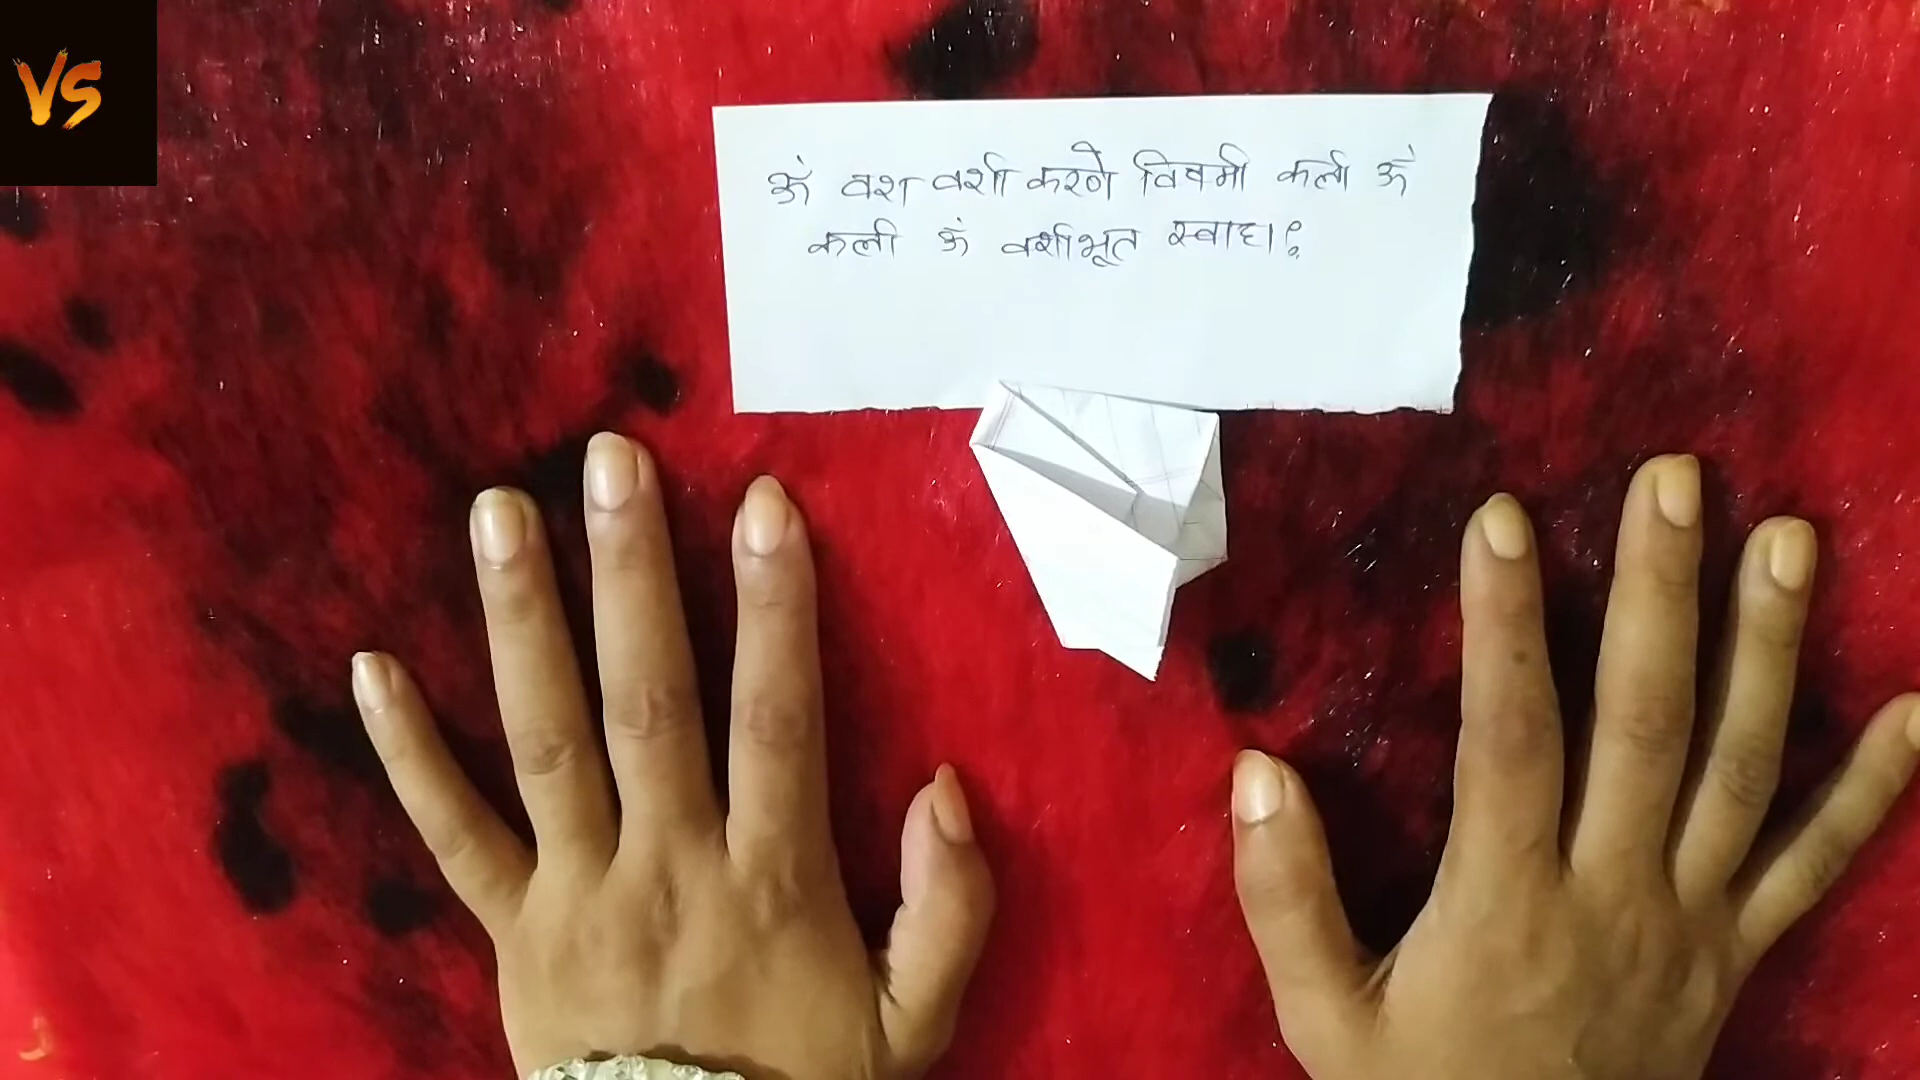 VS
ॐ वश वशी करणे विषमी कली ॐ
कली ॐ वशीभूत स्वाहा